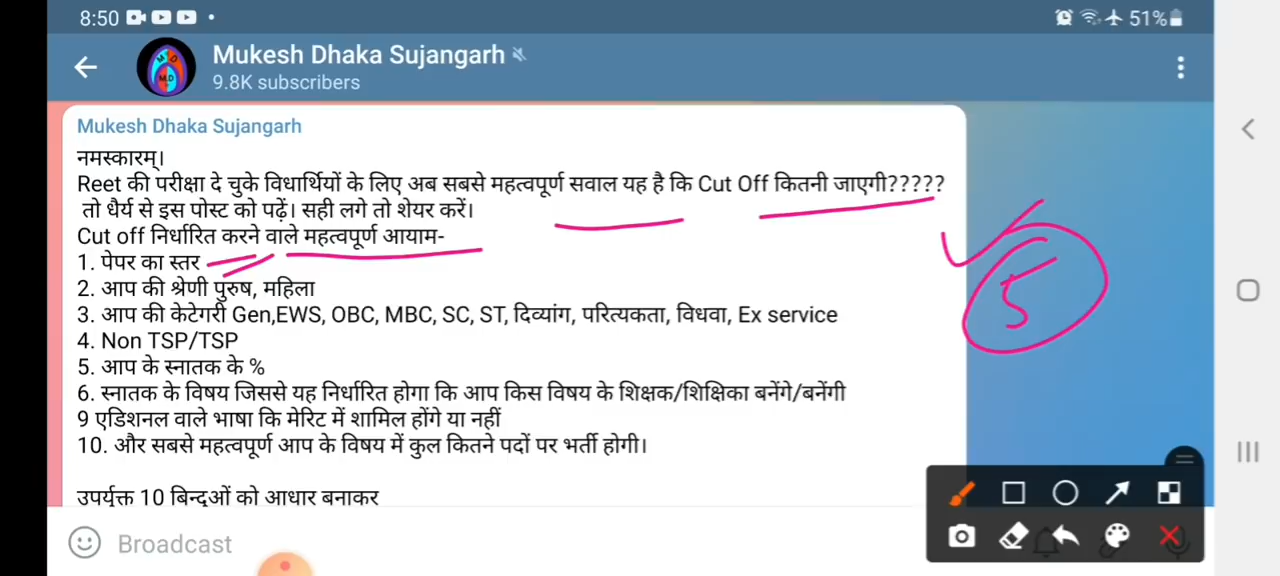 8:50
51%
Mukesh Dhaka Sujangarh
9.8K subscribers
Mukesh Dhaka Sujangarh
नमस्कारम्।
Reet की परीक्षा दे चुके विधार्थियों के लिए अब सबसे महत्वपूर्ण सवाल यह है कि Cut Off कितनी जाएगी?????
तो धैर्य से इस पोस्ट को पढ़ें। सही लगे तो शेयर करें।
Cut off निर्धारित करने वाले महत्वपूर्ण आयाम-
1. पेपर का स्तर
2. आप की श्रेणी पुरुष, महिला
3. आप की केटेगरी Gen,EWS, OBC, MBC, SC, ST, दिव्यांग, परित्यकता, विधवा, Ex service
4. Non TSP/TSP
5. आप के स्नातक के %
6. स्नातक के विषय जिससे यह निर्धारित होगा कि आप किस विषय के शिक्षक/शिक्षिका बनेंगे/बनेंगी
9 एडिशनल वाले भाषा कि मेरिट में शामिल होंगे या नहीं
10. और सबसे महत्वपूर्ण आप के विषय में कुल कितने पदों पर भर्ती होगी।
उपर्युक्त 10 बिन्दुओं को आधार बनाकर
5
Broadcast